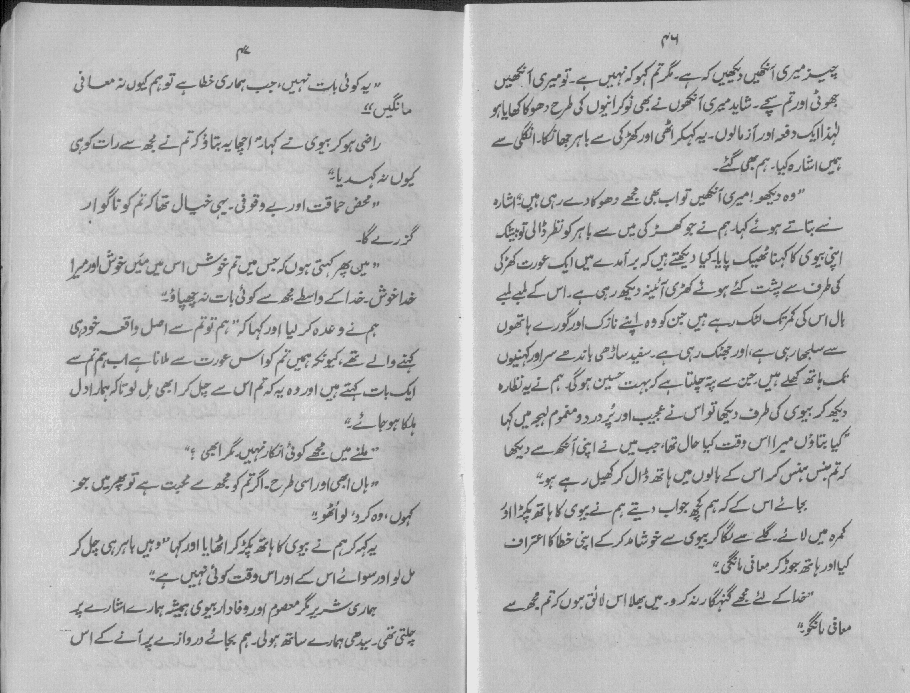 ۴۶
چیز میری آنکھیں دیکھیں کہ ہے۔ مگر تم کہو کہ نہیں ہے۔ تو میری آنکھیں
جھوٹی اور تم سچے۔ شاید میری آنکھوں نے بھی نوکرانیوں کی طرح دھوکا کھایا ہو
لہٰذا ایک دفعہ اور آزمالوں۔ یہ کہکر اٹھی اور کھڑکی سے باہر جھانکا۔ انگلی سے
ہمیں اشارہ کیا۔ ہم بھی گئے۔
"وہ دیکھو! میری آنکھیں تو اب بھی مجھے دھوکا دے رہی ہیں" اشارہ
سے بتاتے ہوئے کہا۔ ہم نے جو کھڑکی میں سے باہر کو نظر ڈالی تو بیشک
اپنی بیوی کا کہنا ٹھیک پایا۔ کیا دیکھتے ہیں کہ برآمدے میں ایک عورت کھڑکی
کی طرف سے پشت کئے ہوئے کھڑی آئینہ دیکھ رہی ہے۔ اس کے لمبے لمبے
بال اس کی کمر تک لٹک رہے ہیں جن کو وہ اپنے نازک اور گورے ہاتھوں
سے سلجھا رہی ہے، اور جھٹک رہی ہے۔ سفید ساڑھی باندھے سر اور کہنیوں
تک ہاتھ کھلے ہیں۔ جن سے پتہ چلتا ہے کہ بہت حسین ہوگی۔ ہم نے یہ نظارہ
دیکھ کر بیوی کی طرف دیکھا تو اس نے عجیب اور پُر درد و مغموم لہجہ میں کہا
"کیا بتاؤں میرا اس وقت کیا حال تھا، جب میں نے اپنی آنکھ سے دیکھا
کہ تم ہنس ہنس کر اس کے بالوں میں ہاتھ ڈال کر کھیل رہے ہو"
بجائے اس کے کہ ہم کچھ جواب دیتے ہم نے بیوی کا ہاتھ پکڑا اور
کمرہ میں لائے۔ گلے سے لگا کر بیوی سے خوشامد کر کے اپنی خطا کا اعتراف
کیا اور ہاتھ جوڑ کر معافی مانگی۔"
"خدا کے لئے مجھے گنہگار نہ کرو۔ میں بھلا اس لائق ہوں کہ تم مجھ سے
معافی مانگو۔"
۴۷
"یہ کوئی بات نہیں، جب ہماری خطا ہے تو ہم کیوں نہ معافی
مانگیں"
راضی ہو کر بیوی نے کہا۔ "اچھا یہ بتاؤ کہ تم نے مجھ سے رات کو ہی
کیوں نہ کہدیا۔"
"محض حماقت اور بے وقوفی۔ یہی خیال تھا کہ تم کو ناگوار
گزرے گا۔
"میں پھر کہتی ہوں کہ جس میں تم خوش اس میں میں خوش اور میرا
خدا خوش۔ خدا کے واسطے مجھ سے کوئی بات نہ چھپاؤ۔"
ہم نے وعدہ کر لیا اور کہا کہ "ہم تو تم سے اصل واقعہ خود ہی
کہنے والے تھے، کیونکہ ہمیں تم کو اس عورت سے ملانا ہے اب ہم تم سے
ایک بات کہتے ہیں اور وہ یہ کہ تم اس سے چل کر ابھی مل لو تاکہ ہمارا دل
ہلکا ہو جائے۔"
"ملنے میں مجھے کوئی انکار نہیں۔ مگر ابھی؟"
"ہاں ابھی اور اسی طرح۔ اگر تم کو مجھ سے محبت ہے تو پھر میں جو
کہوں، وہ کرو۔ لو اُٹھو۔"
یہ کہہ کر ہم نے بیوی کا ہاتھ پکڑ کر اٹھایا اور کہا "وہیں باہر ہی چل کر
مل لو اور سوائے اس کے اور اس وقت کوئی نہیں ہے۔"
ہماری شریر مگر معصوم اور وفادار بیوی ہمیشہ ہمارے اشارے پر
چلتی تھی۔ سیدھی ہمارے ساتھ ہولی۔ ہم بجائے دروازے پر آنے کے اس